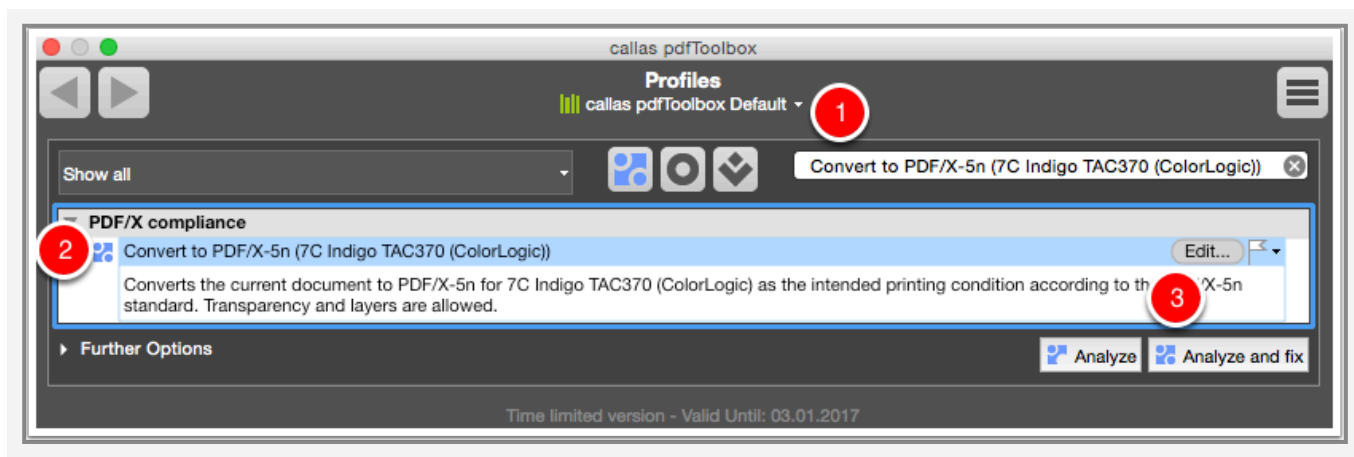 callas pdfToolbox
Profiles
callas pdfToolbox Default
1
Show all
Convert to PDF/X-5n (7C Indigo TAC370 (ColorLogic))
PDF/X compliance
2
Convert to PDF/X-5n (7C Indigo TAC370 (ColorLogic))
Edit...
Converts the current document to PDF/X-5n for 7C Indigo TAC370 (ColorLogic) as the intended printing condition according to th /X-5n
3
standard. Transparency and layers are allowed.
Further Options
Analyze
Analyze and fix
Time limited version - Valid Until: 03.01.2017